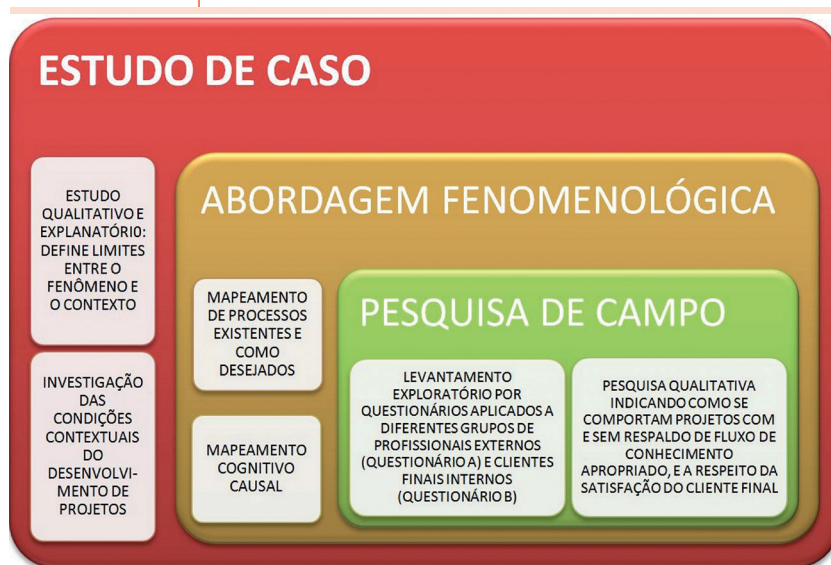 ESTUDO DE CASO
ESTUDO
QUALITATIVO E
EXPLANATÓRIO:
DEFINE LIMITES
ENTRE O
FENÔMENO E
O CONTEXTO
INVESTIGAÇÃO
DAS
CONDIÇÕES
CONTEXTUAIS
DO
DESENVOLVI-
MENTO DE
PROJETOS
ABORDAGEM FENOMENOLÓGICA
MAPEAMENTO
DE PROCESSOS
EXISTENTES E
COMO
DESEJADOS
MAPEAMENTO
COGNITIVO
CAUSAL
PESQUISA DE CAMPO
LEVANTAMENTO
EXPLORATÓRIO POR
QUESTIONÁRIOS APLICADOS A
DIFERENTES GRUPOS DE
PROFISSIONAIS EXTERNOS
(QUESTIONÁRIO A) E CLIENTES
FINAIS INTERNOS
(QUESTIONÁRIO B)
PESQUISA QUALITATIVA
INDICANDO COMO SE
COMPORTAM PROJETOS COM
E SEM RESPALDO DE FLUXO DE
CONHECIMENTO
APROPRIADO, E A RESPEITO DA
SATISFAÇÃO DO CLIENTE FINAL